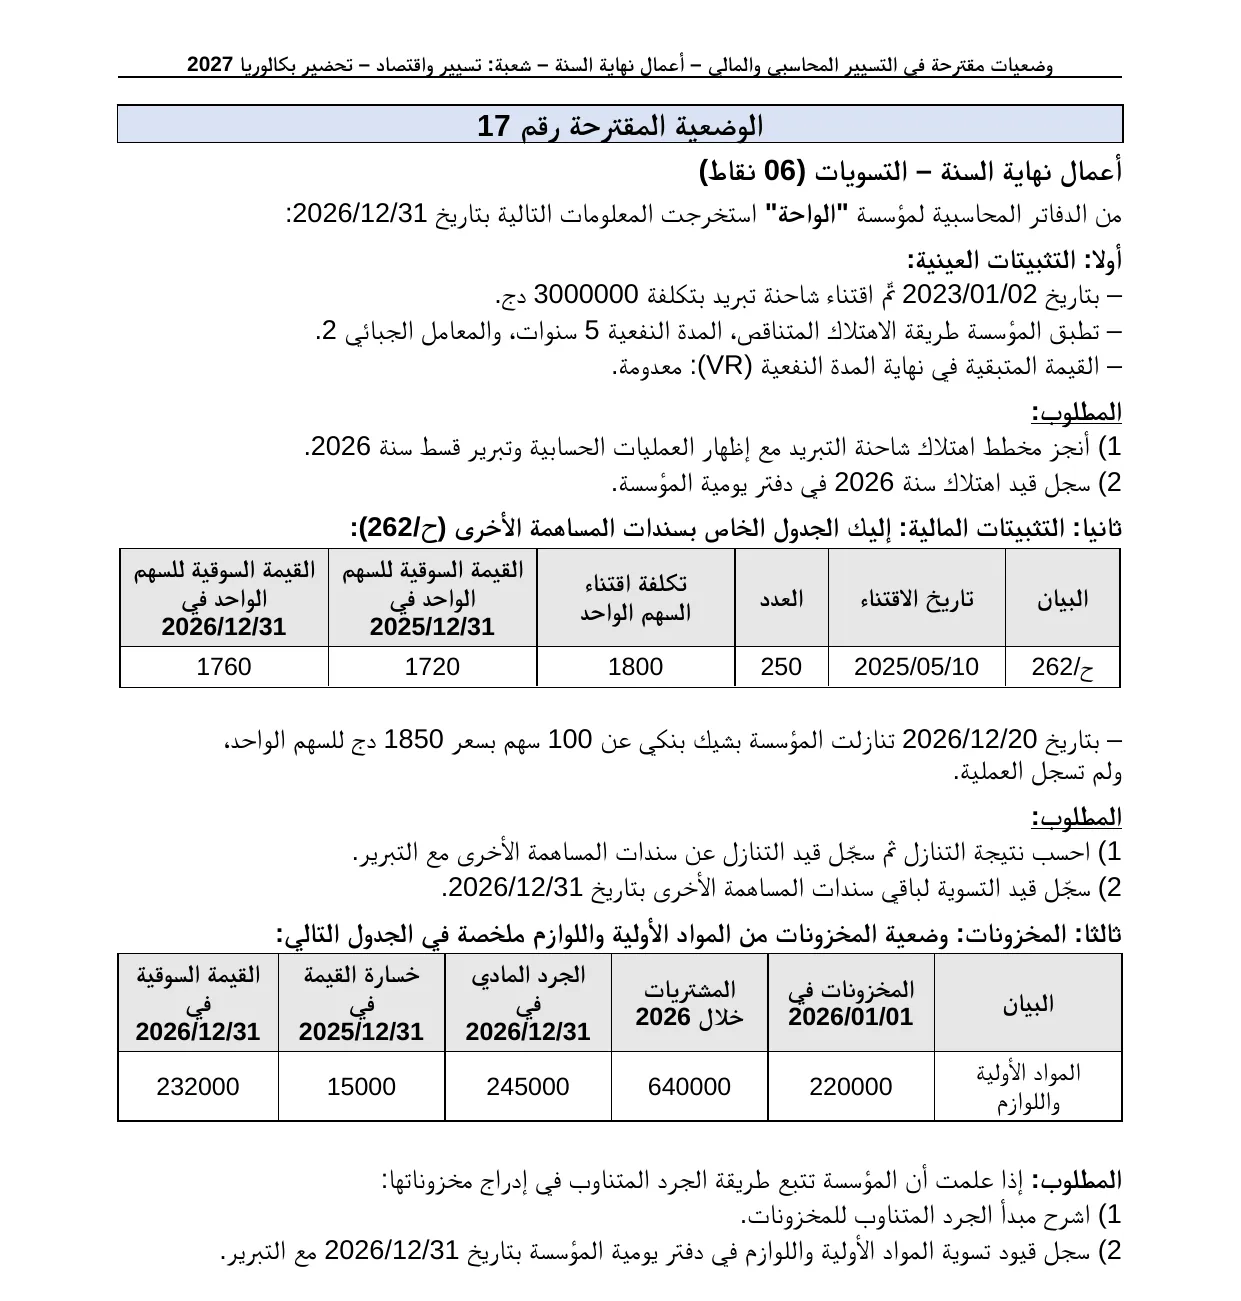 وضعيات مقترحة في التسيير المحاسبي والمالي – أعمال نهاية السنة – شعبة: تسيير واقتصاد – تحضير بكالوريا 2027
الوضعية المقترحة رقم 17
أعمال نهاية السنة – التسويات (06 نقاط)
من الدفاتر المحاسبية لمؤسسة "الواحة" استخرجت المعلومات التالية بتاريخ 2026/12/31:
أولا: التثبيتات العينية:
– بتاريخ 2023/01/02 تمّ اقتناء شاحنة تبريد بتكلفة 3000000 دج.
– تطبق المؤسسة طريقة الاهتلاك المتناقص، المدة النفعية 5 سنوات، والمعامل الجبائي 2.
– القيمة المتبقية في نهاية المدة النفعية (VR): معدومة.
المطلوب:
1) أنجز مخطط اهتلاك شاحنة التبريد مع إظهار العمليات الحسابية وتبرير قسط سنة 2026.
2) سجل قيد اهتلاك سنة 2026 في دفتر يومية المؤسسة.
ثانيا: التثبيتات المالية: إليك الجدول الخاص بسندات المساهمة الأخرى (ح/262):
البيان تاريخ الاقتناء العدد تكلفة اقتناء السهم الواحد القيمة السوقية للسهم الواحد في 2025/12/31 القيمة السوقية للسهم الواحد في 2026/12/31
ح/262 2025/05/10 250 1800 1720 1760
– بتاريخ 2026/12/20 تنازلت المؤسسة بشيك بنكي عن 100 سهم بسعر 1850 دج للسهم الواحد،
ولم تسجل العملية.
المطلوب:
1) احسب نتيجة التنازل ثم سجّل قيد التنازل عن سندات المساهمة الأخرى مع التبرير.
2) سجّل قيد التسوية لباقي سندات المساهمة الأخرى بتاريخ 2026/12/31.
ثالثا: المخزونات: وضعية المخزونات من المواد الأولية واللوازم ملخصة في الجدول التالي:
البيان المخزونات في 2026/01/01 المشتريات خلال 2026 الجرد المادي في 2026/12/31 خسارة القيمة في 2025/12/31 القيمة السوقية في 2026/12/31
المواد الأولية واللوازم 220000 640000 245000 15000 232000
المطلوب: إذا علمت أن المؤسسة تتبع طريقة الجرد المتناوب في إدراج مخزوناتها:
1) اشرح مبدأ الجرد المتناوب للمخزونات.
2) سجل قيود تسوية المواد الأولية واللوازم في دفتر يومية المؤسسة بتاريخ 2026/12/31 مع التبرير.